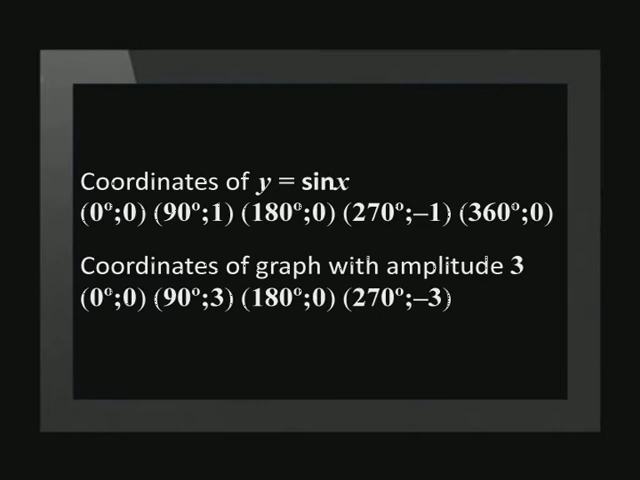 Coordinates of y = sinx
(0º;0) (90º;1) (180º;0) (270º;–1) (360º;0)
Coordinates of graph with amplitude 3
(0º;0) (90º;3) (180º;0) (270º;–3)